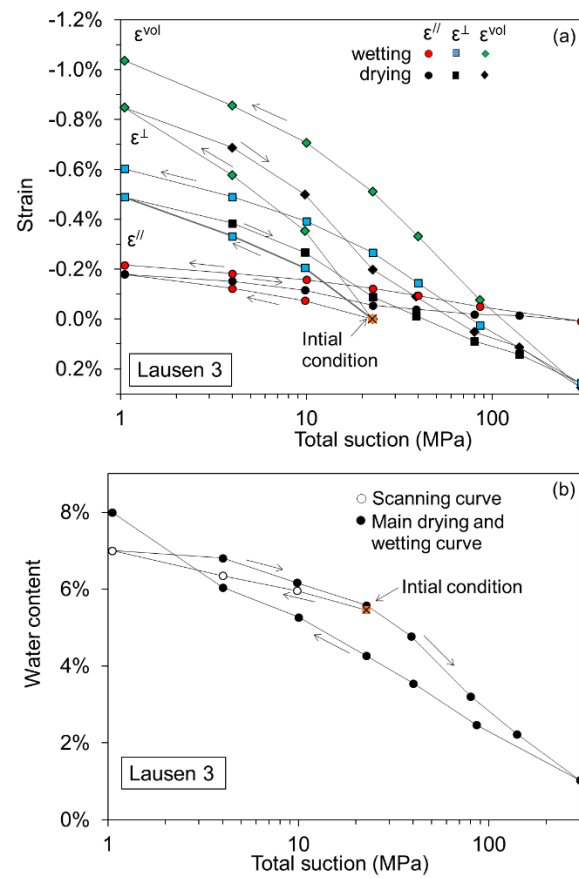 (a)
ε// ε⊥ εvol
wetting
drying
-1.2%
-1.0%
-0.8%
-0.6%
-0.4%
-0.2%
0.0%
0.2%
Strain
εvol
ε⊥
ε//
Intial
condition
Lausen 3
1 10 100
Total suction (MPa)
(b)
Scanning curve
Main drying and
wetting curve
Intial condition
8%
6%
4%
2%
0%
Water content
Lausen 3
1 10 100
Total suction (MPa)